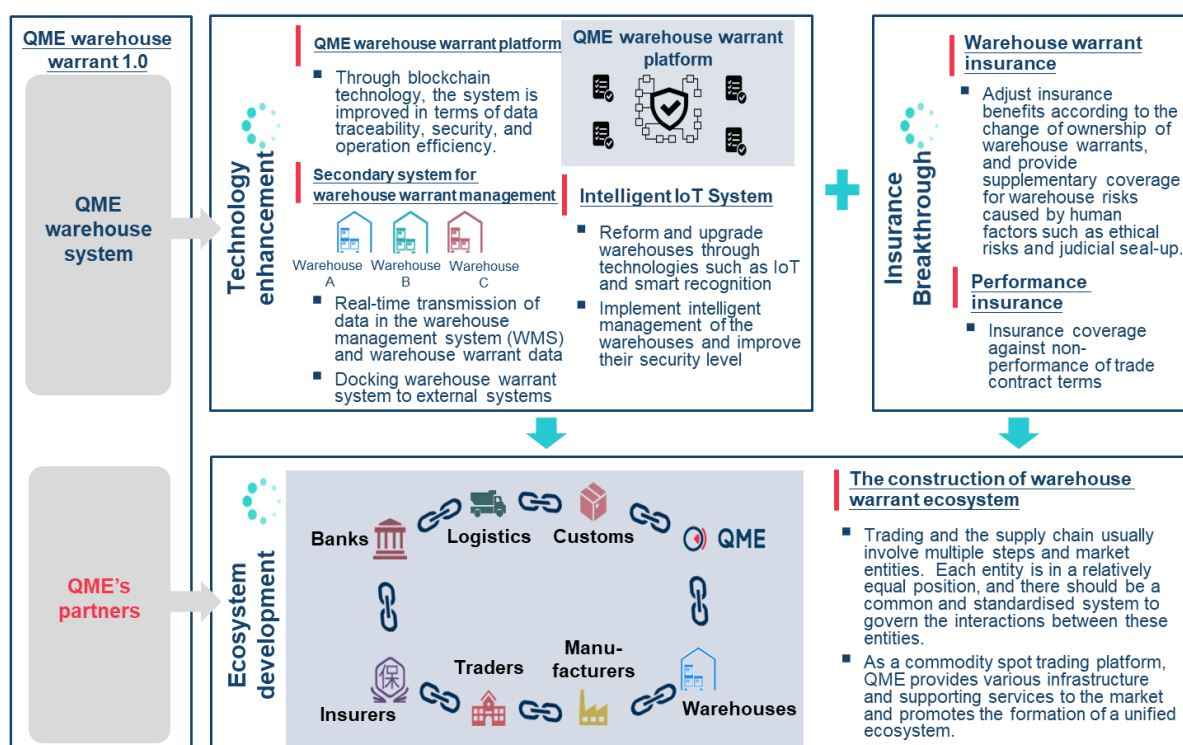 QME warehouse
warrant 1.0
QME
warehouse
system
QME's
partners
Technology
enhancement
QME warehouse warrant platform
Through blockchain
technology, the system is
improved in terms of data
traceability, security, and
operation efficiency.
Secondary system for
warehouse warrant management
Warehouse
A
Warehouse
B
Warehouse
C
Real-time transmission of
data in the warehouse
management system (WMS)
and warehouse warrant data
Docking warehouse warrant
system to external systems
QME warehouse warrant
platform
Intelligent IoT System
Reform and upgrade
warehouses through
technologies such as IoT
and smart recognition
Implement intelligent
management of the
warehouses and improve
their security level
Insurance
Breakthrough
Warehouse warrant
insurance
Adjust insurance
benefits according to the
change of ownership of
warehouse warrants,
and provide
supplementary coverage
for warehouse risks
caused by human
factors such as ethical
risks and judicial seal-up.
Performance
insurance
Insurance coverage
against non-
performance of trade
contract terms
Ecosystem
development
Banks
Logistics
Customs
QME
保
Insurers
Traders
Manu-
facturers
Warehouses
The construction of warehouse
warrant ecosystem
Trading and the supply chain usually
involve multiple steps and market
entities. Each entity is in a relatively
equal position, and there should be a
common and standardised system to
govern the interactions between these
entities.
As a commodity spot trading platform,
QME provides various infrastructure
and supporting services to the market
and promotes the formation of a unified
ecosystem.